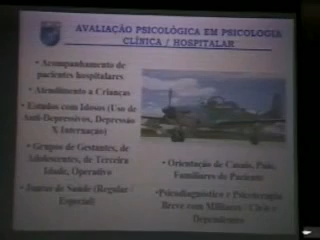 AVALIAÇÃO PSICOLÓGICA EM PSICOLOGIA
CLÍNICA / HOSPITALAR
• Acompanhamento de
pacientes hospitalares
• Atendimento a Crianças
• Estudos com Idosos (Uso de
Anti-Depressivos, Depressão
X Internação)
• Grupos de Gestantes, de
Adolescentes, de Terceira
Idade, Operativo
• Juntas de Saúde (Regular /
Especial)
• Orientação de Casais, Pais,
Familiares de Paciente
•Psicodiagnóstico e Psicoterapia
Breve com Militares / Civis e
Dependentes